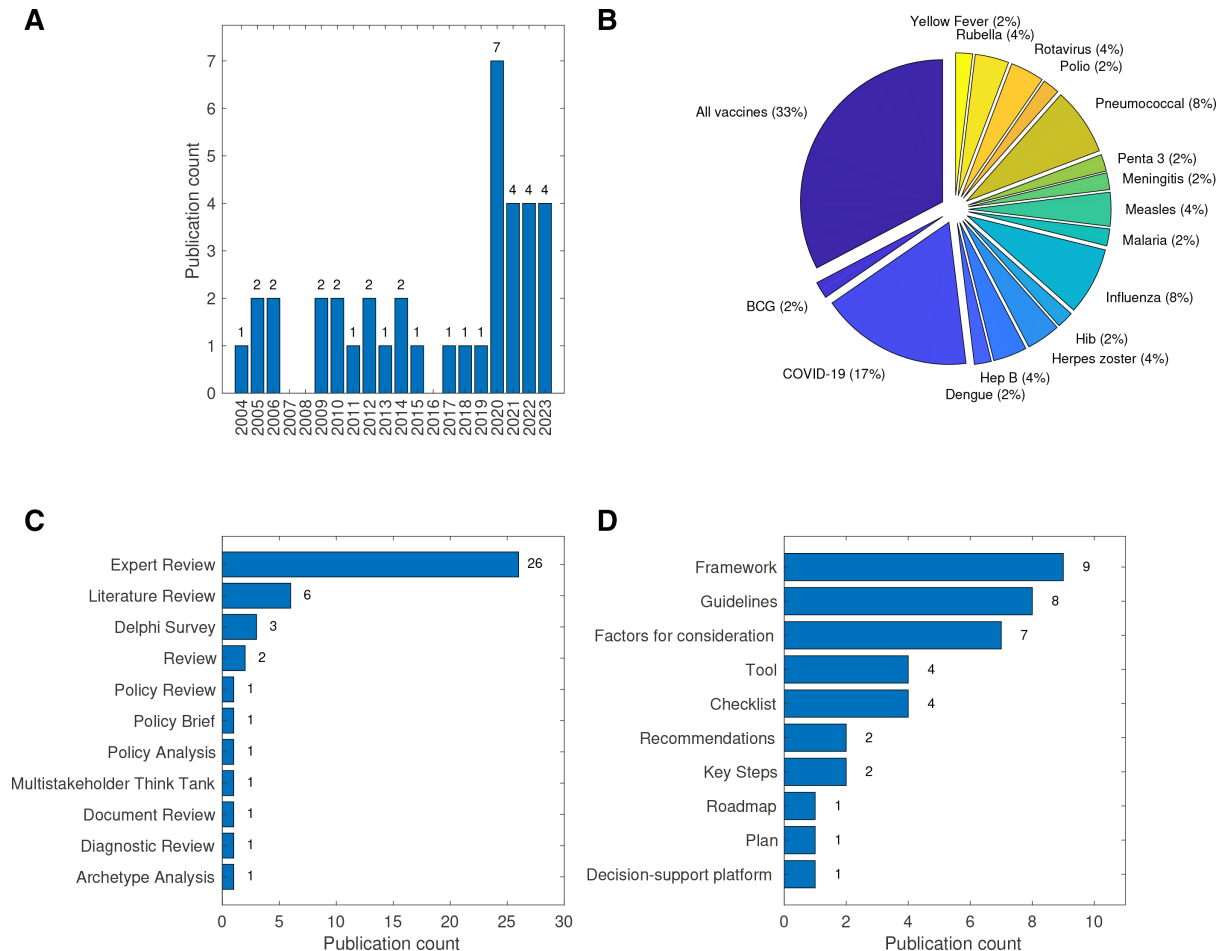 A
Publication count
7
6
5
4
3
2
1
0
1
2
2
2
2
1
2
1
2
1
1
1
1
7
4
4
4
2004
2005
2006
2007
2008
2009
2010
2011
2012
2013
2014
2015
2016
2017
2018
2019
2020
2021
2022
2023
B
Yellow Fever (2%)
Rubella (4%)
Rotavirus (4%)
Polio (2%)
Pneumococcal (8%)
Penta 3 (2%)
Meningitis (2%)
Measles (4%)
Malaria (2%)
Influenza (8%)
Hib (2%)
Herpes zoster (4%)
Hep B (4%)
Dengue (2%)
COVID-19 (17%)
BCG (2%)
All vaccines (33%)
C
Expert Review 26
Literature Review 6
Delphi Survey 3
Review 2
Policy Review 1
Policy Brief 1
Policy Analysis 1
Multistakeholder Think Tank 1
Document Review 1
Diagnostic Review 1
Archetype Analysis 1
0 5 10 15 20 25 30
Publication count
D
Framework 9
Guidelines 8
Factors for consideration 7
Tool 4
Checklist 4
Recommendations 2
Key Steps 2
Roadmap 1
Plan 1
Decision-support platform 1
0 2 4 6 8 10
Publication count